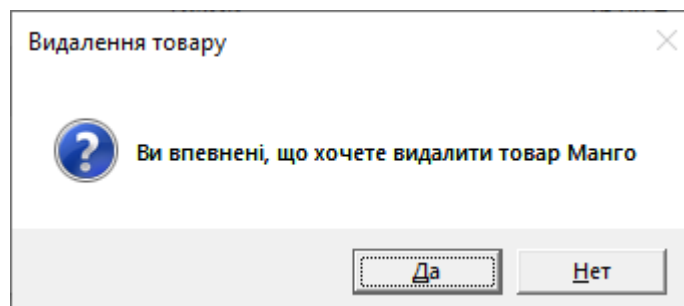 Видалення товару
Ви впевнені, що хочете видалити товар Манго
Да
Нет